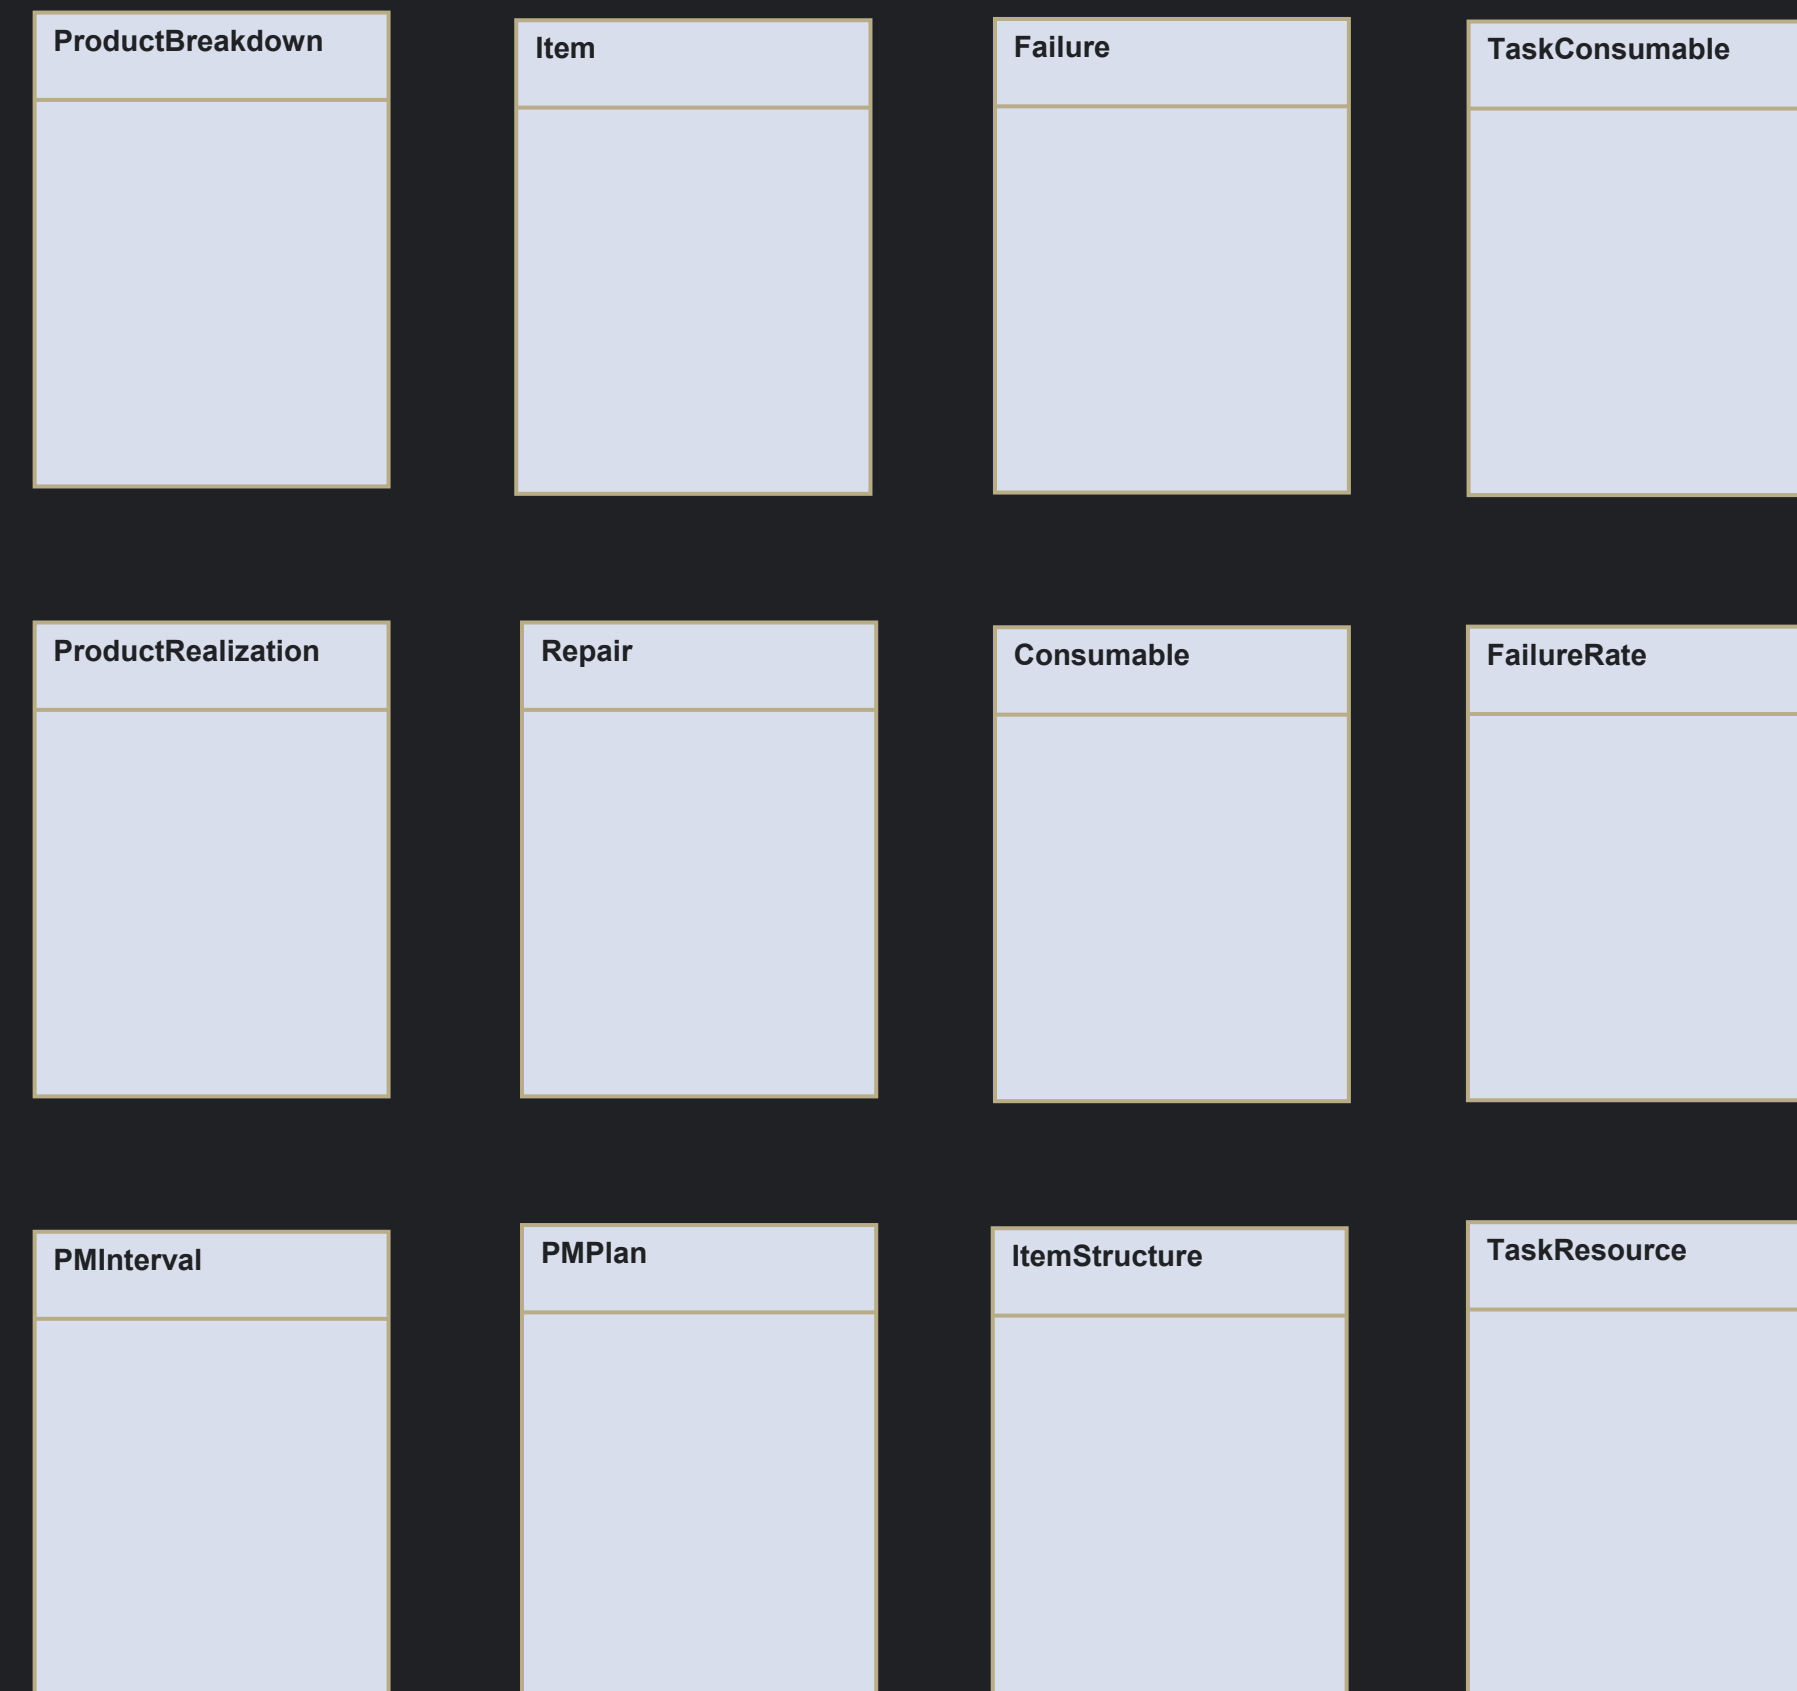 ProductBreakdown
Item
Failure
TaskConsumable
ProductRealization
Repair
Consumable
FailureRate
PMInterval
PMPlan
ItemStructure
TaskResource